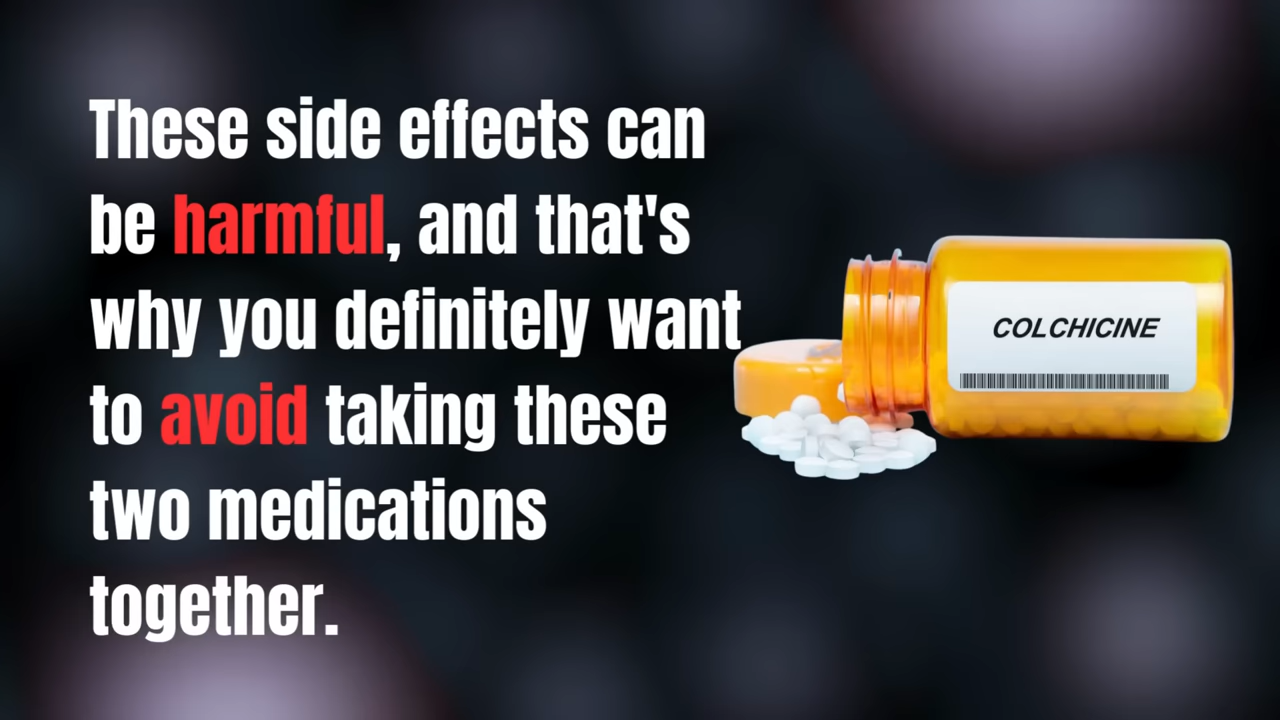 These side effects can
be harmful, and that's
why you definitely want
to avoid taking these
two medications
together.
COLCHICINE